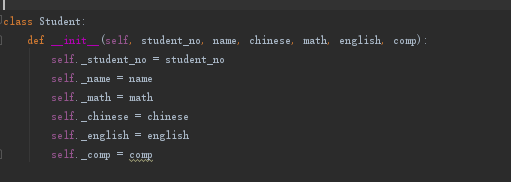 class Student:
def __init__(self, student_no, name, chinese, math, english, comp):
self._student_no = student_no
self._name = name
self._math = math
self._chinese = chinese
self._english = english
self._comp = comp